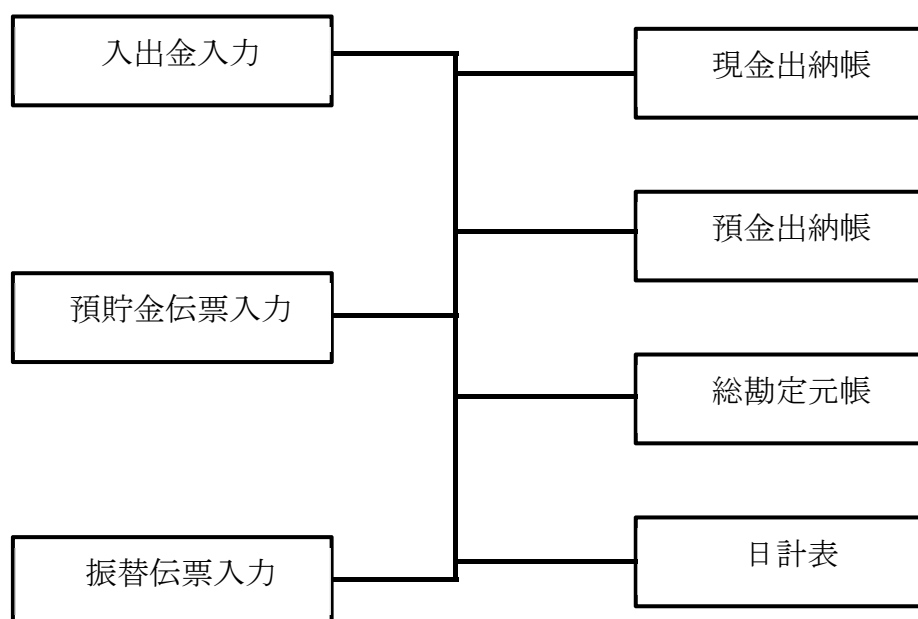 入出金入力
預貯金伝票入力
振替伝票入力
現金出納帳
預金出納帳
総勘定元帳
日計表